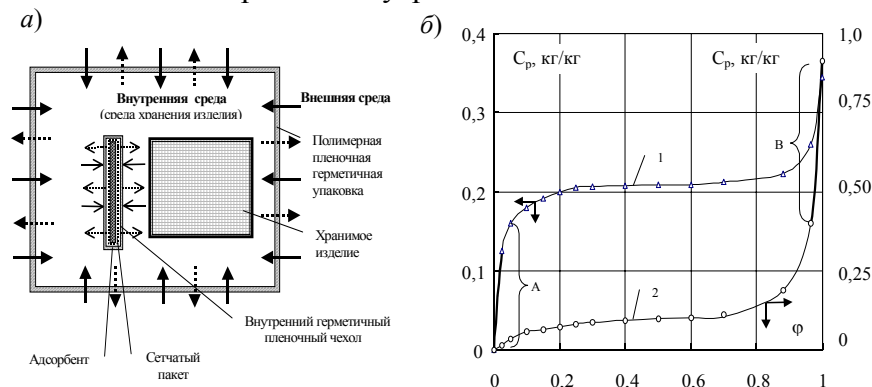 а)
Внутренняя среда
(среда хранения изделия)
Внешняя среда
Полимерная
пленочная
герметичная
упаковка
Хранимое
изделие
Внутренний герметичный
пленочный чехол
Адсорбент
Сетчатый
пакет
б)
0,4
0,3
0,2
0,1
0
Cр, кг/кг
Cр, кг/кг
1,0
0,75
0,50
0,25
0
1
2
A
B
φ
0
0,2
0,4
0,6
0.8
1